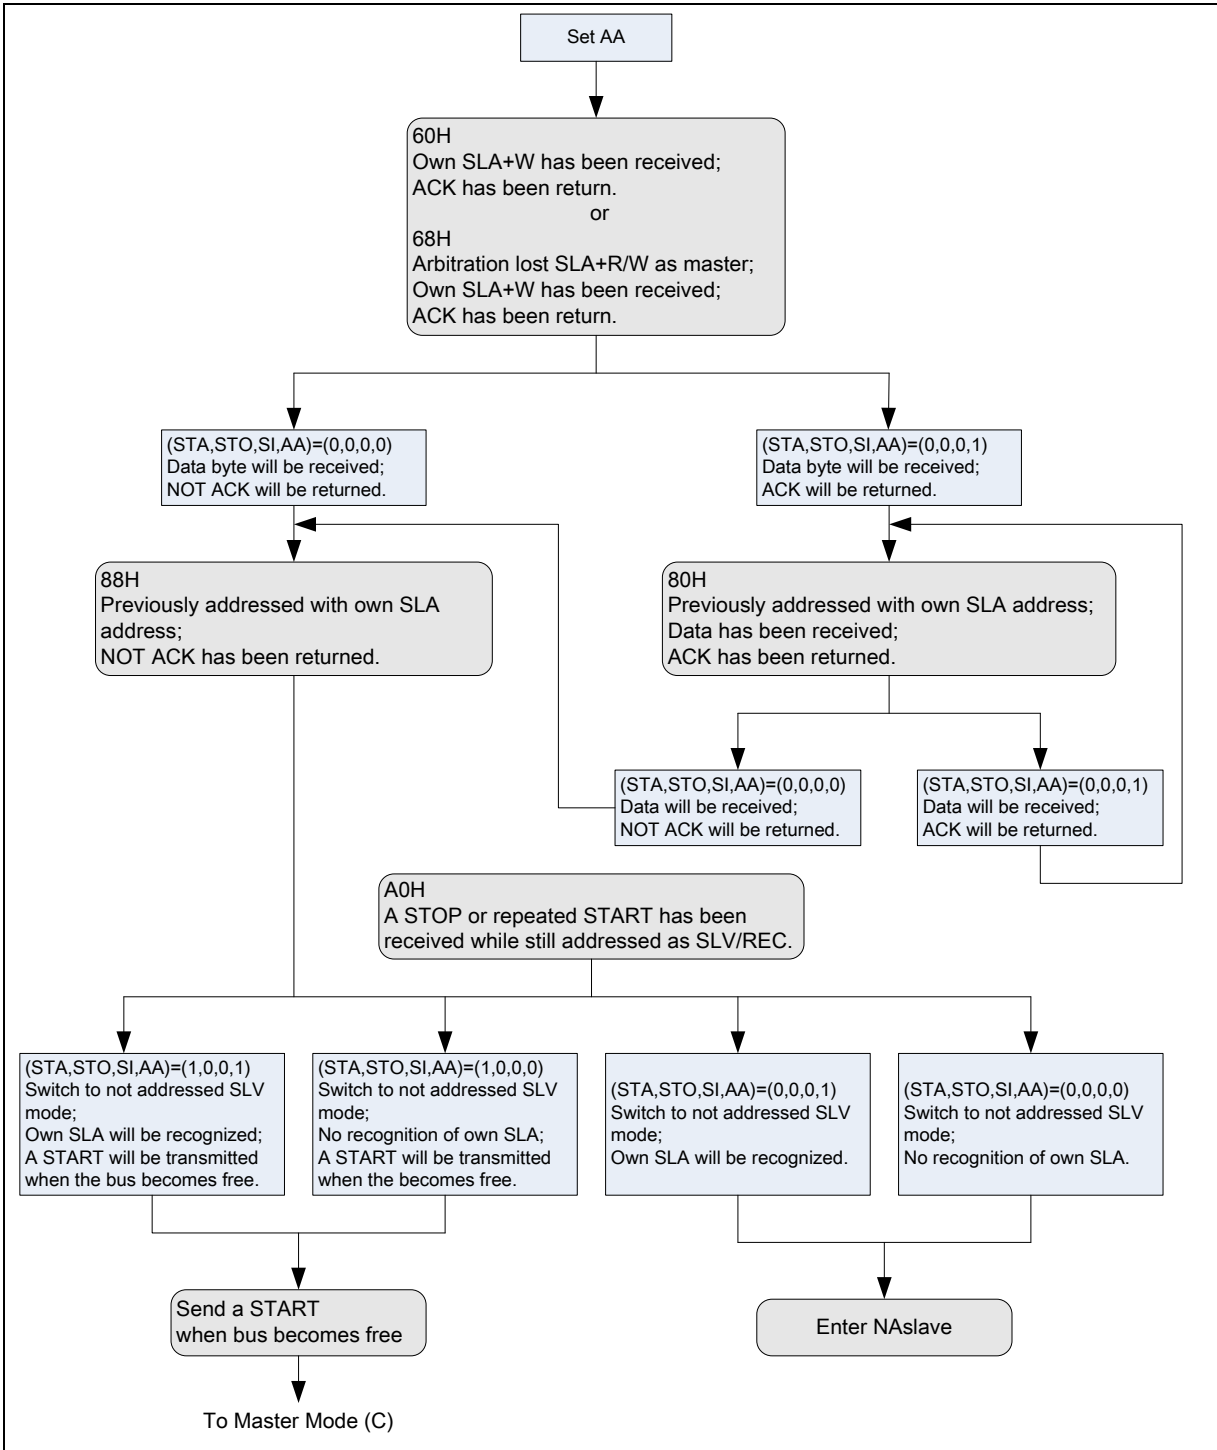 Set AA
60H
Own SLA+W has been received;
ACK has been return.
or
68H
Arbitration lost SLA+R/W as master;
Own SLA+W has been received;
ACK has been return.
(STA,STO,SI,AA)=(0,0,0,0)
Data byte will be received;
NOT ACK will be returned.
(STA,STO,SI,AA)=(0,0,0,1)
Data byte will be received;
ACK will be returned.
88H
Previously addressed with own SLA
address;
NOT ACK has been returned.
80H
Previously addressed with own SLA address;
Data has been received;
ACK has been returned.
(STA,STO,SI,AA)=(0,0,0,0)
Data will be received;
NOT ACK will be returned.
(STA,STO,SI,AA)=(0,0,0,1)
Data will be received;
ACK will be returned.
A0H
A STOP or repeated START has been
received while still addressed as SLV/REC.
(STA,STO,SI,AA)=(1,0,0,1)
Switch to not addressed SLV
mode;
Own SLA will be recognized;
A START will be transmitted
when the bus becomes free.
(STA,STO,SI,AA)=(1,0,0,0)
Switch to not addressed SLV
mode;
No recognition of own SLA;
A START will be transmitted
when the becomes free.
(STA,STO,SI,AA)=(0,0,0,1)
Switch to not addressed SLV
mode;
Own SLA will be recognized.
(STA,STO,SI,AA)=(0,0,0,0)
Switch to not addressed SLV
mode;
No recognition of own SLA.
Send a START
when bus becomes free
Enter NAslave
To Master Mode (C)